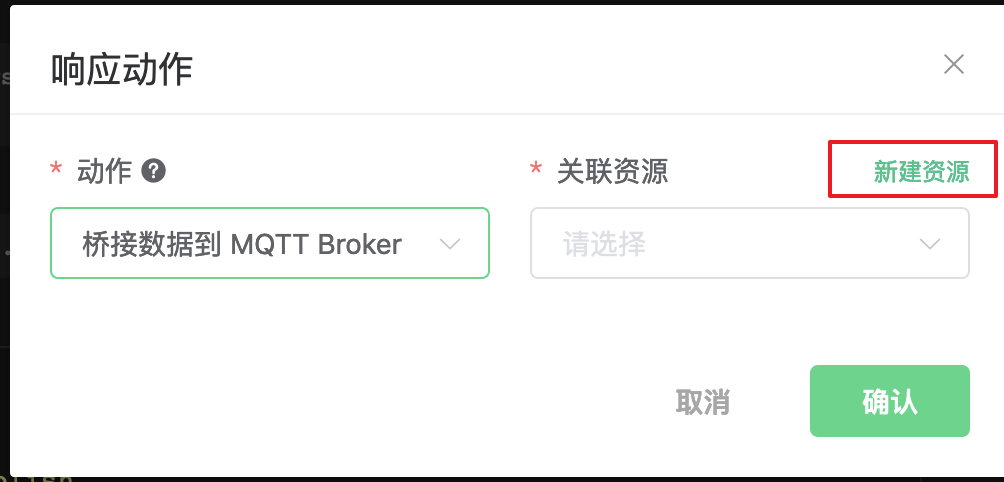 响应动作
* 动作 ?
* 关联资源 新建资源
桥接数据到 MQTT Broker
请选择
取消 确认